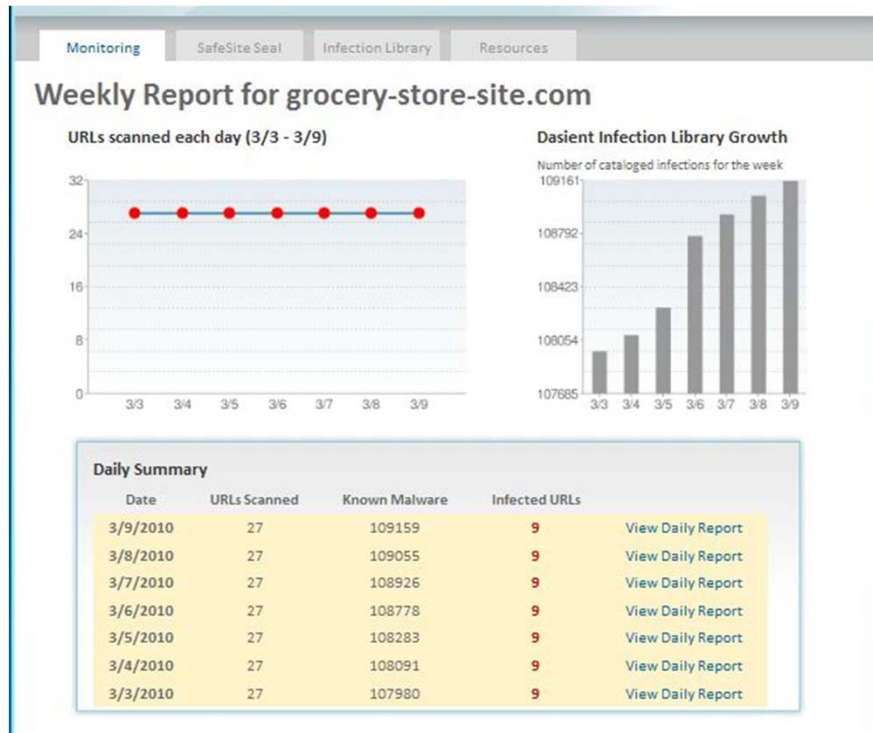 Monitoring SafeSite Seal Infection Library Resources
Weekly Report for grocery-store-site.com
URLs scanned each day (3/3 - 3/9)
32
24
16
8
0
3/3 3/4 3/5 3/6 3/7 3/8 3/9
Dasient Infection Library Growth
Number of cataloged infections for the week
109161
108792
108423
108054
107685
3/3 3/4 3/5 3/6 3/7 3/8 3/9
Daily Summary
Date URLs Scanned Known Malware Infected URLs
3/9/2010 27 109159 9 View Daily Report
3/8/2010 27 109055 9 View Daily Report
3/7/2010 27 108926 9 View Daily Report
3/6/2010 27 108778 9 View Daily Report
3/5/2010 27 108283 9 View Daily Report
3/4/2010 27 108091 9 View Daily Report
3/3/2010 27 107980 9 View Daily Report